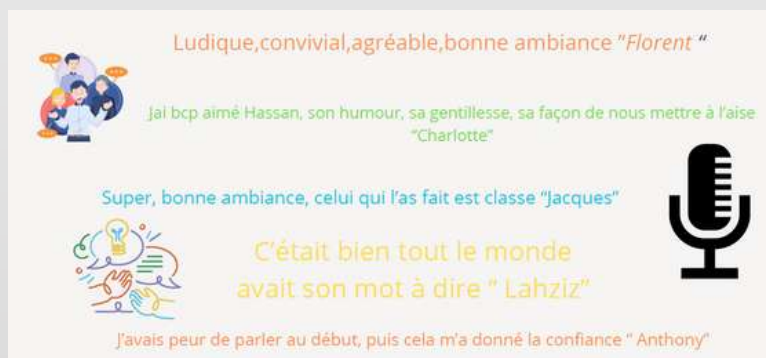 Ludique,convivial,agréable,bonne ambiance "Florent "
Jai bcp aimé Hassan, son humour, sa gentillesse, sa façon de nous mettre à l'aise
"Charlotte"
Super, bonne ambiance, celui qui l'as fait est classe "Jacques"
C'était bien tout le monde
avait son mot à dire " Lahziz"
J'avais peur de parler au début, puis cela m'a donné la confiance " Anthony"